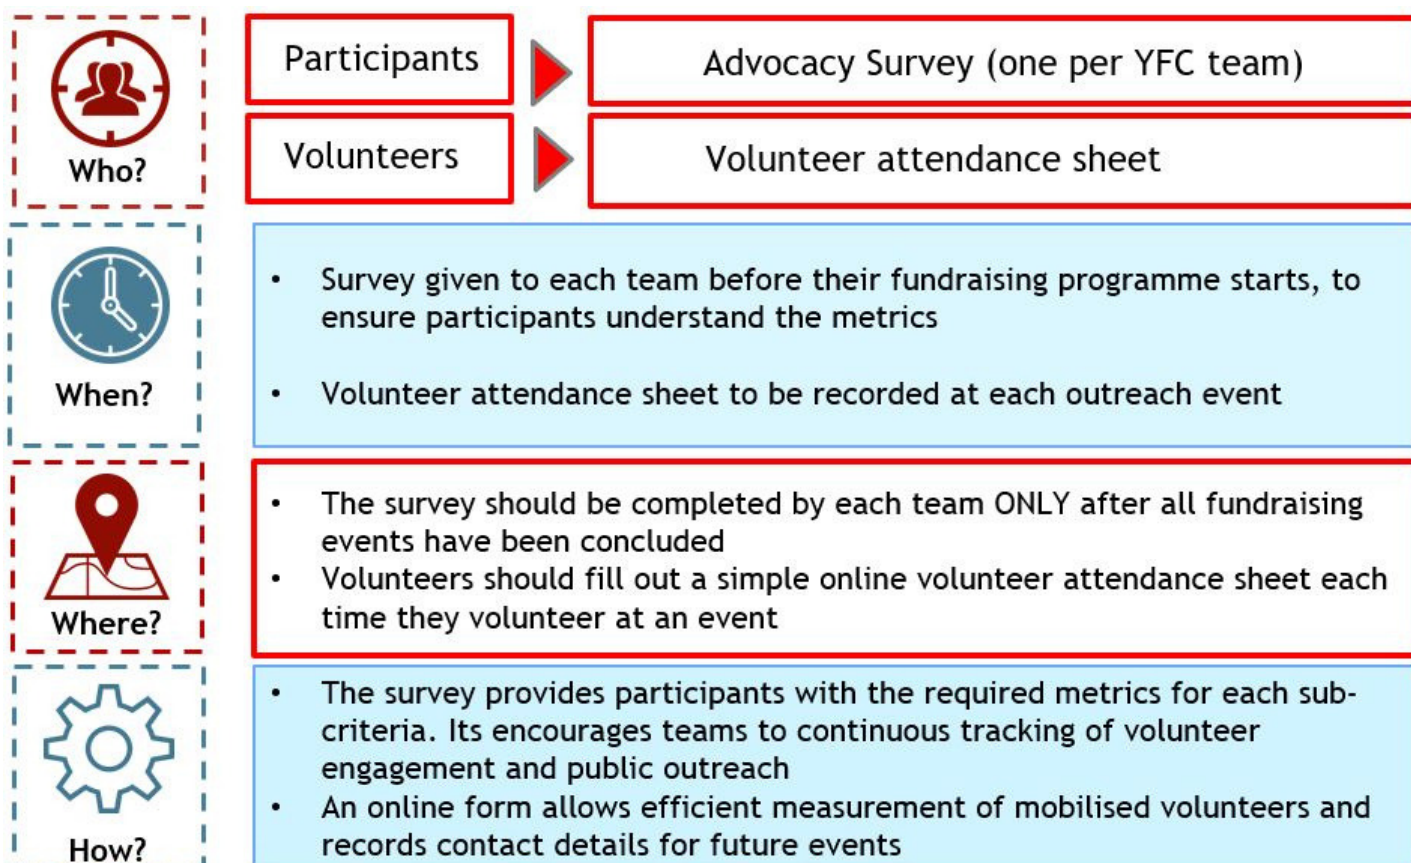 Who?
Participants
Advocacy Survey (one per YFC team)
Volunteers
Volunteer attendance sheet
When?
• Survey given to each team before their fundraising programme starts, to
ensure participants understand the metrics
• Volunteer attendance sheet to be recorded at each outreach event
Where?
• The survey should be completed by each team ONLY after all fundraising
events have been concluded
• Volunteers should fill out a simple online volunteer attendance sheet each
time they volunteer at an event
How?
• The survey provides participants with the required metrics for each sub-
criteria. Its encourages teams to continuous tracking of volunteer
engagement and public outreach
• An online form allows efficient measurement of mobilised volunteers and
records contact details for future events